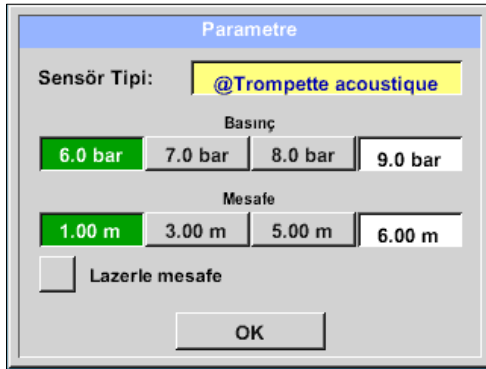 Parametre
Sensör Tipi: @Trompette acoustique
Basınç
6.0 bar 7.0 bar 8.0 bar 9.0 bar
Mesafe
1.00 m 3.00 m 5.00 m 6.00 m
Lazerle mesafe
OK